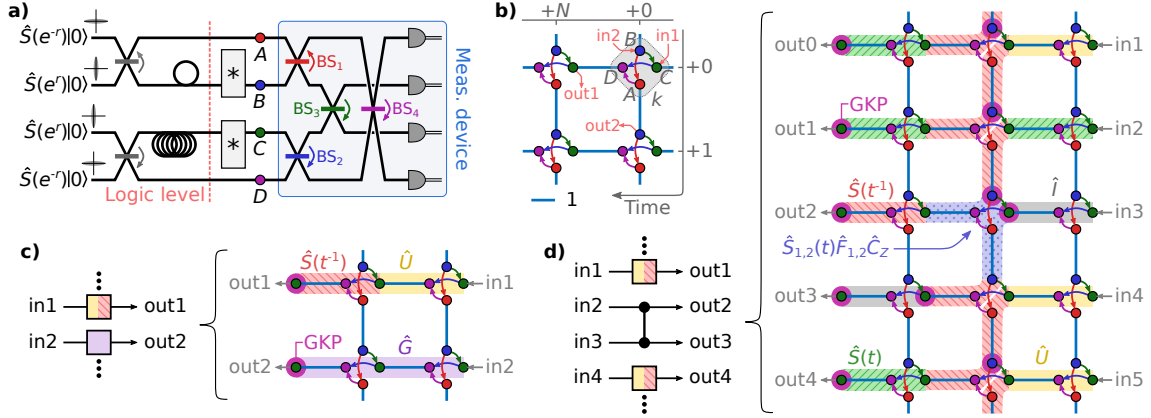 a)
Ŝ(e⁻ʳ)|0⟩
Ŝ(eʳ)|0⟩
Ŝ(eʳ)|0⟩
Ŝ(e⁻ʳ)|0⟩
*
*
A
B
C
D
BS₁
BS₂
BS₃
BS₄
Logic level
Meas. device
b)
+N
+0
in2
in1
B
D
C
A
k
+0
out1
out2
+1
1
Time
c)
in1
out1
in2
out2
Ŝ(t⁻¹)
Û
out1
in1
GKP
Ĝ
out2
in2
d)
in1
out1
in2
out2
in3
out3
in4
out4
out0
in1
GKP
out1
in2
Ŝ(t⁻¹)
Î
out2
in3
Ŝ₁,₂(t)F̂₁,₂Ĉ_Z
out3
in4
Ŝ(t)
Û
out4
in5